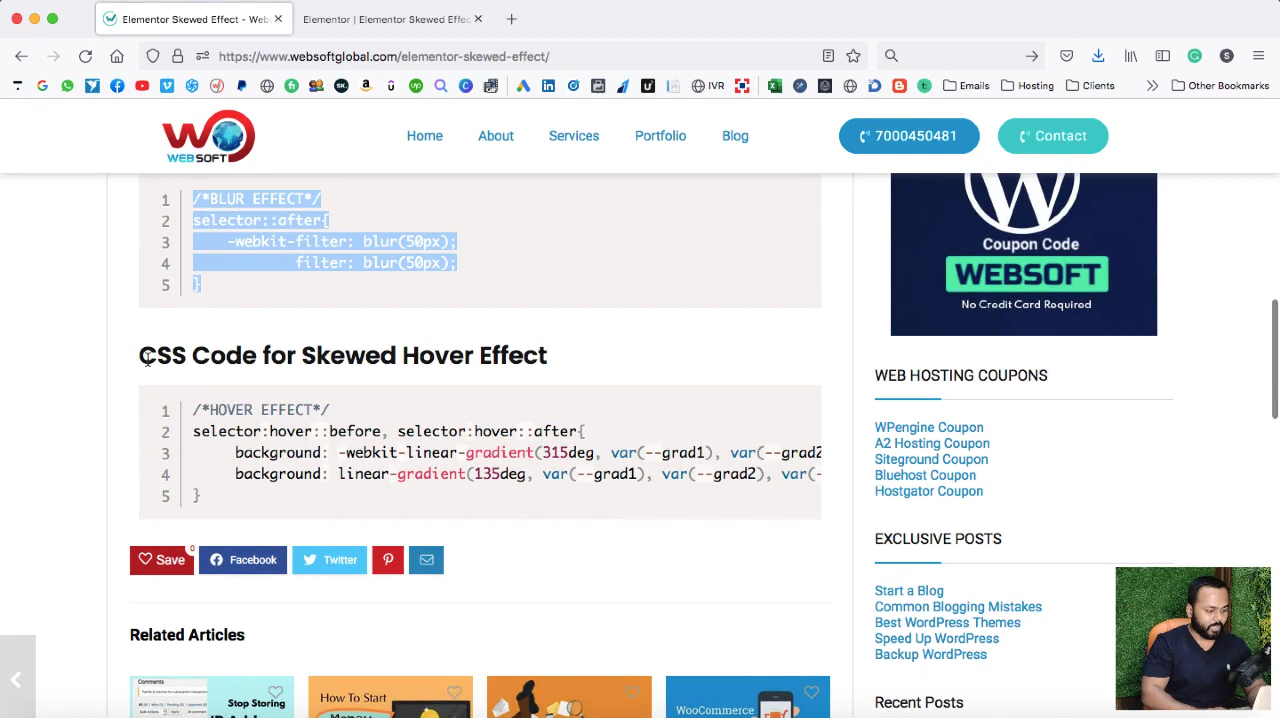 Elementor Skewed Effect - Webs
Elementor | Elementor Skewed Effec
https://www.websoftglobal.com/elementor-skewed-effect/
IVR
Emails
Hosting
Clients
Other Bookmarks
WEBSOFT
Home
About
Services
Portfolio
Blog
7000450481
Contact
1 /*BLUR EFFECT*/
2 selector::after{
3 -webkit-filter: blur(50px);
4 filter: blur(50px);
5 }
Coupon Code
WEBSOFT
No Credit Card Required
CSS Code for Skewed Hover Effect
1 /*HOVER EFFECT*/
2 selector:hover::before, selector:hover::after{
3 background: -webkit-linear-gradient(315deg, var(--grad1), var(--grad2
4 background: linear-gradient(135deg, var(--grad1), var(--grad2), var(-
5 }
WEB HOSTING COUPONS
WPengine Coupon
A2 Hosting Coupon
Siteground Coupon
Bluehost Coupon
Hostgator Coupon
Save
0
Facebook
Twitter
EXCLUSIVE POSTS
Start a Blog
Common Blogging Mistakes
Best WordPress Themes
Speed Up WordPress
Backup WordPress
Related Articles
Recent Posts
Comments
Stop Storing
How To Start
WooCommerce